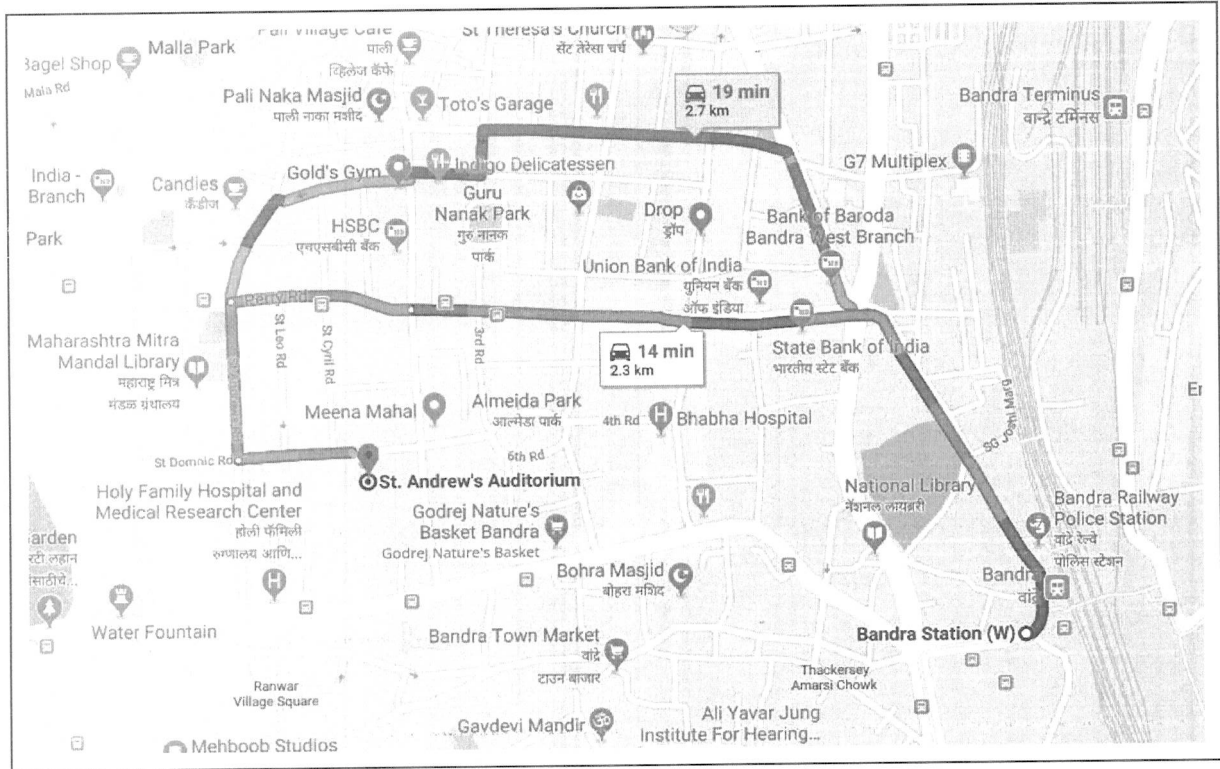 Pali Village Cafe
पाली
व्हिलेज कॅफे
St Theresa's Church
सेंट तेरेसा चर्च
Malla Park
Bagel Shop
Main Rd
19 min
2.7 km
Bandra Terminus
वान्द्रे टर्मिनस
Pali Naka Masjid
पाली नाका मशीद
Toto's Garage
G7 Multiplex
Indigo Delicatessen
Gold's Gym
India -
Branch
Candies
कँडीज
Guru
Nanak Park
गुरु नानक
पार्क
Drop
ड्रॉप
Bank of Baroda
Bandra West Branch
HSBC
एचएसबीसी बँक
Park
Union Bank of India
युनियन बँक
ऑफ इंडिया
Perry Rd
St Leo Rd
St Cyril Rd
3rd Rd
14 min
2.3 km
State Bank of India
भारतीय स्टेट बँक
Maharashtra Mitra
Mandal Library
महाराष्ट्र मित्र
मंडळ ग्रंथालय
SG Joshi Marg
Er
Meena Mahal
Almeida Park
आल्मेडा पार्क
4th Rd
Bhabha Hospital
St Domnic Rd
6th Rd
St. Andrew's Auditorium
Holy Family Hospital and
Medical Research Center
होली फॅमिली
रुग्णालय आणि...
Godrej Nature's
Basket Bandra
Godrej Nature's Basket
National Library
नॅशनल लायब्ररी
Bandra Railway
Police Station
वांद्रे रेल्वे
पोलिस स्टेशन
arden
Bohra Masjid
बोहरा मशिद
Bandra
वांद्रे
Water Fountain
Bandra Station (W)
Bandra Town Market
वांद्रे
टाउन बाजार
Ranwar
Village Square
Thackersey
Amarsi Chowk
Gavdevi Mandir
Ali Yavar Jung
Institute For Hearing...
Mehboob Studios